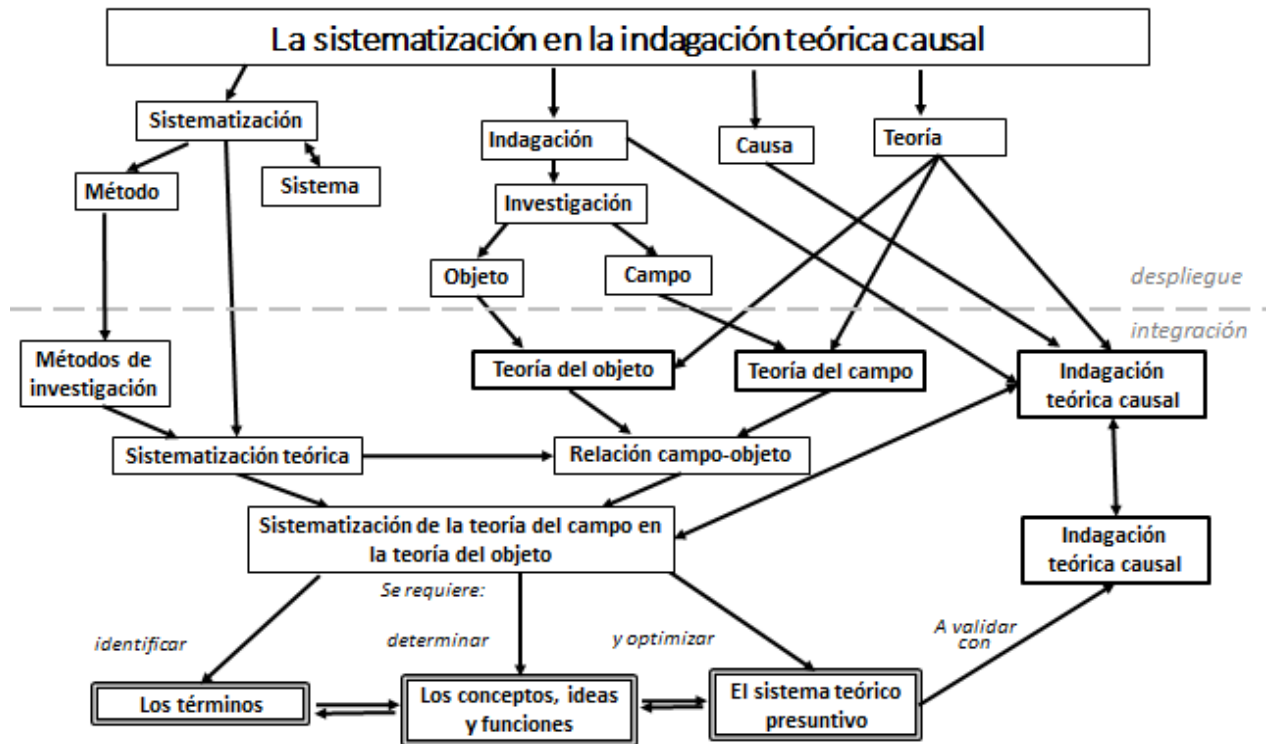 La sistematización en la indagación teórica causal
Sistematización
Indagación
Causa
Teoría
Método
Sistema
Investigación
Objeto
Campo
despliegue
integración
Métodos de
investigación
Teoría del objeto
Teoría del campo
Indagación
teórica causal
Sistematización teórica
Relación campo-objeto
Sistematización de la teoría del campo en
la teoría del objeto
Indagación
teórica causal
Se requiere:
identificar
determinar
y optimizar
A validar
con
Los términos
Los conceptos, ideas
y funciones
El sistema teórico
presuntivo